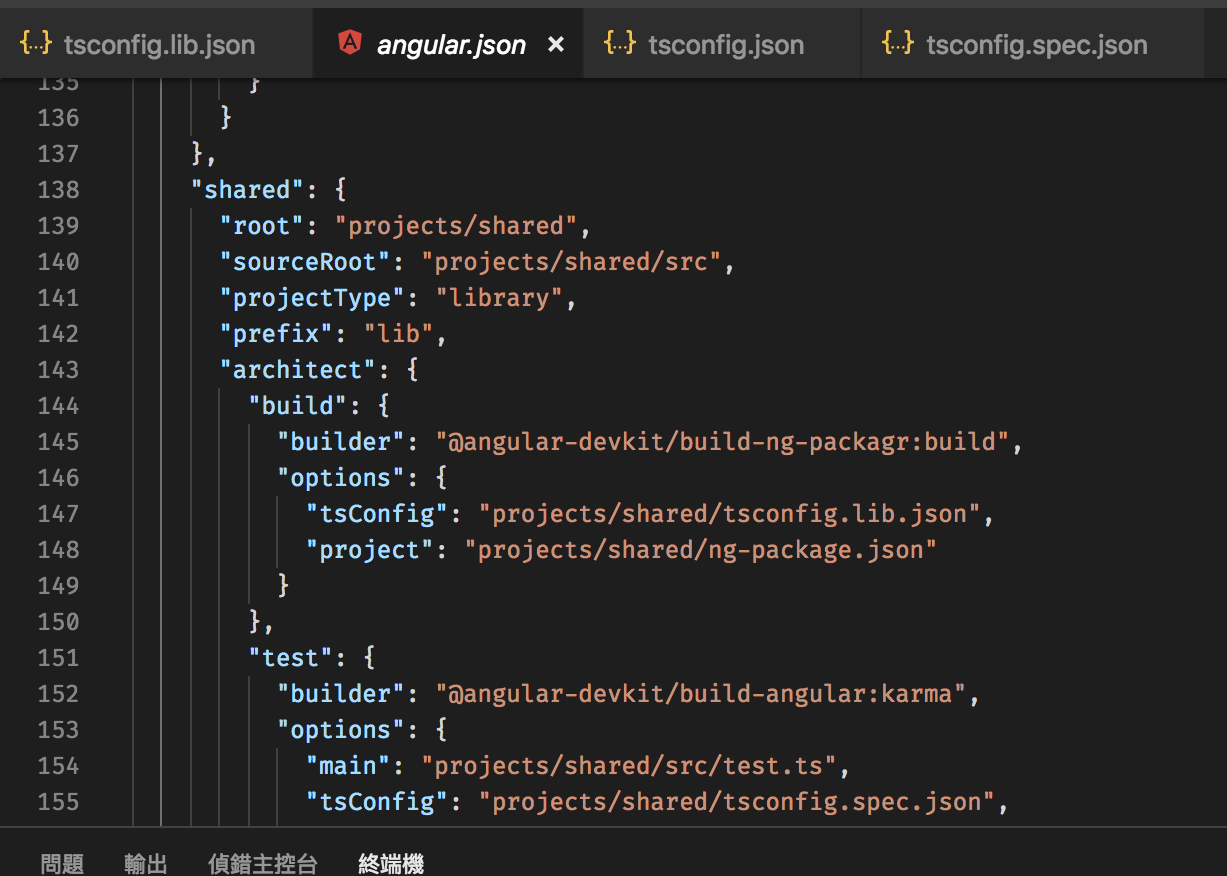 {..} tsconfig.lib.json angular.json × {..} tsconfig.json {..} tsconfig.spec.json
135 }
136 }
137 },
138 "shared": {
139 "root": "projects/shared",
140 "sourceRoot": "projects/shared/src",
141 "projectType": "library",
142 "prefix": "lib",
143 "architect": {
144 "build": {
145 "builder": "@angular-devkit/build-ng-packagr:build",
146 "options": {
147 "tsConfig": "projects/shared/tsconfig.lib.json",
148 "project": "projects/shared/ng-package.json"
149 }
150 },
151 "test": {
152 "builder": "@angular-devkit/build-angular:karma",
153 "options": {
154 "main": "projects/shared/src/test.ts",
155 "tsConfig": "projects/shared/tsconfig.spec.json",
問題 輸出 偵錯主控台 終端機